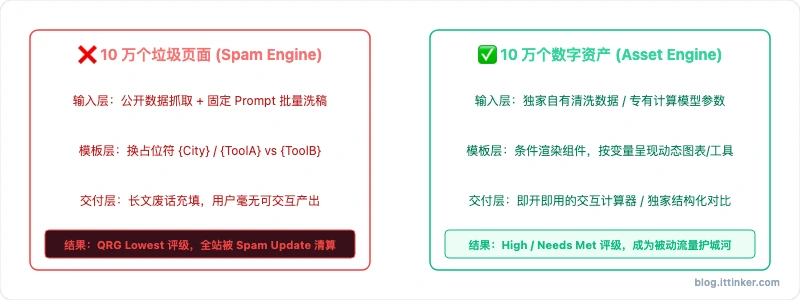 ❌ 10 万个垃圾页面 (Spam Engine)
输入层：公开数据抓取 + 固定 Prompt 批量洗稿
模板层：换占位符 {City} / {ToolA} vs {ToolB}
交付层：长文废话充填，用户毫无可交互产出
结果：QRG Lowest 评级，全站被 Spam Update 清算
✅ 10 万个数字资产 (Asset Engine)
输入层：独家自有清洗数据 / 专有计算模型参数
模板层：条件渲染组件，按变量呈现动态图表/工具
交付层：即开即用的交互计算器 / 独家结构化对比
结果：High / Needs Met 评级，成为被动流量护城河
blog.ittinker.com